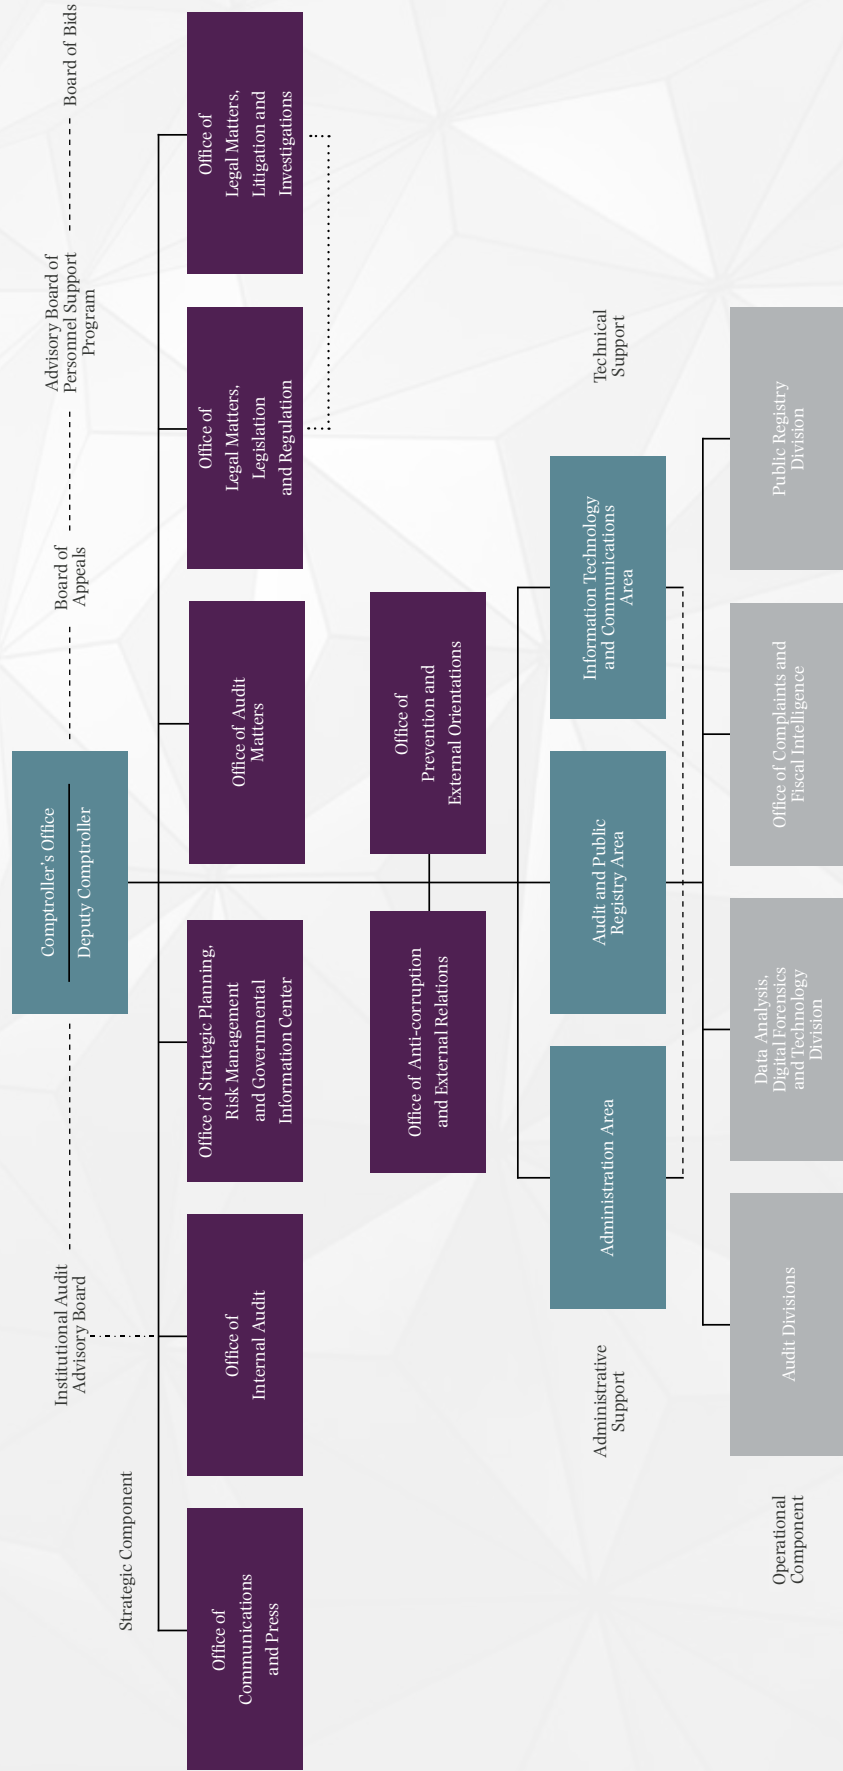 Comptroller's Office
Deputy Comptroller
Institutional Audit
Advisory Board
Board of
Appeals
Advisory Board of
Personnel Support
Program
Board of Bids
Strategic Component
Office of
Communications
and Press
Office of
Internal Audit
Office of Strategic Planning,
Risk Management
and Governmental
Information Center
Office of Audit
Matters
Office of
Legal Matters,
Legislation
and Regulation
Office of
Legal Matters,
Litigation and
Investigations
Office of Anti-corruption
and External Relations
Office of
Prevention and
External Orientations
Administrative
Support
Administration Area
Audit and Public
Registry Area
Information Technology
and Communications
Area
Technical
Support
Operational
Component
Audit Divisions
Data Analysis,
Digital Forensics
and Technology
Division
Office of Complaints and
Fiscal Intelligence
Public Registry
Division